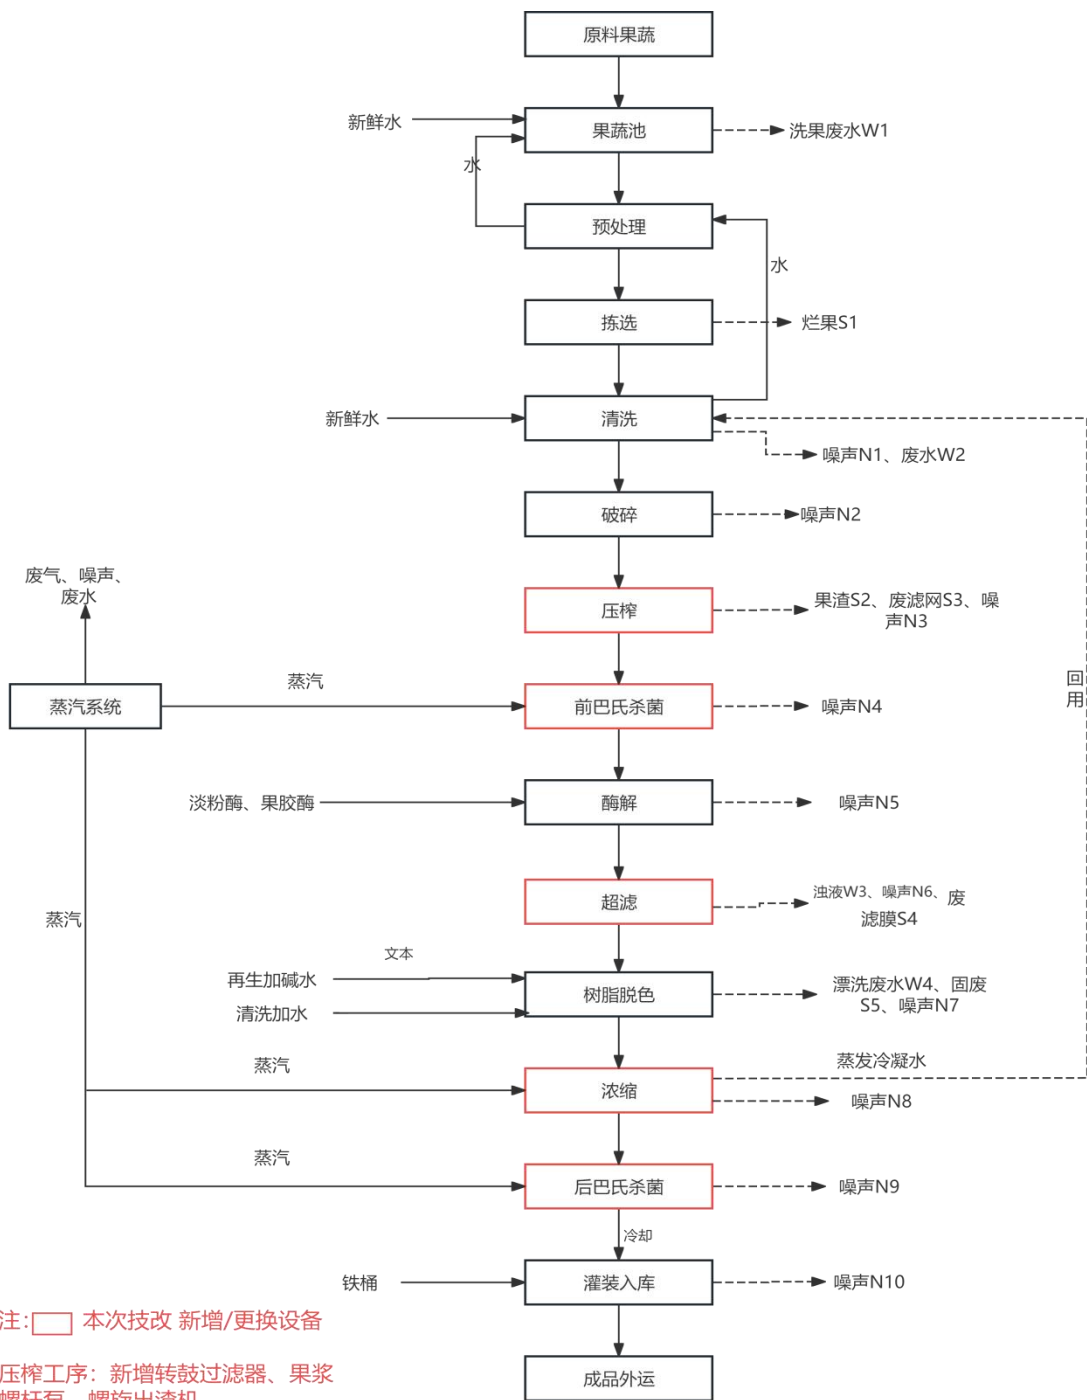 原料果蔬
新鲜水
果蔬池
洗果废水W1
水
预处理
水
拣选
烂果S1
新鲜水
清洗
噪声N1、废水W2
破碎
噪声N2
废气、噪声、
废水
压榨
果渣S2、废滤网S3、噪
声N3
回
用
蒸汽系统
蒸汽
前巴氏杀菌
噪声N4
淀粉酶、果胶酶
酶解
噪声N5
蒸汽
超滤
浊液W3、噪声N6、废
滤膜S4
文本
再生加碱水
清洗加水
树脂脱色
漂洗废水W4、固废
S5、噪声N7
蒸汽
浓缩
蒸发冷凝水
噪声N8
蒸汽
后巴氏杀菌
噪声N9
冷却
铁桶
灌装入库
噪声N10
注: 本次技改 新增/更换设备
压榨工序：新增转鼓过滤器、果浆
螺杆泵、螺旋出渣机
成品外运